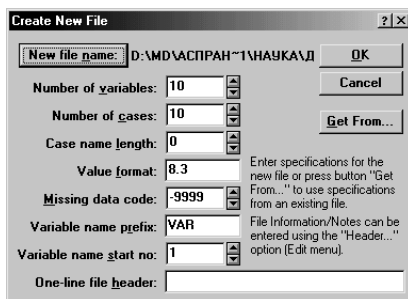 Create New File
New file name: D:\MD\АСПРАН~1\НАУКА\Д
OK
Number of variables: 10
Cancel
Number of cases: 10
Get From...
Case name length: 0
Value format: 8.3
Missing data code: -9999
Variable name prefix: VAR
Variable name start no: 1
Enter specifications for the
new file or press button "Get
From..." to use specifications
from an existing file.
File Information/Notes can be
entered using the "Header..."
option (Edit menu).
One-line file header: